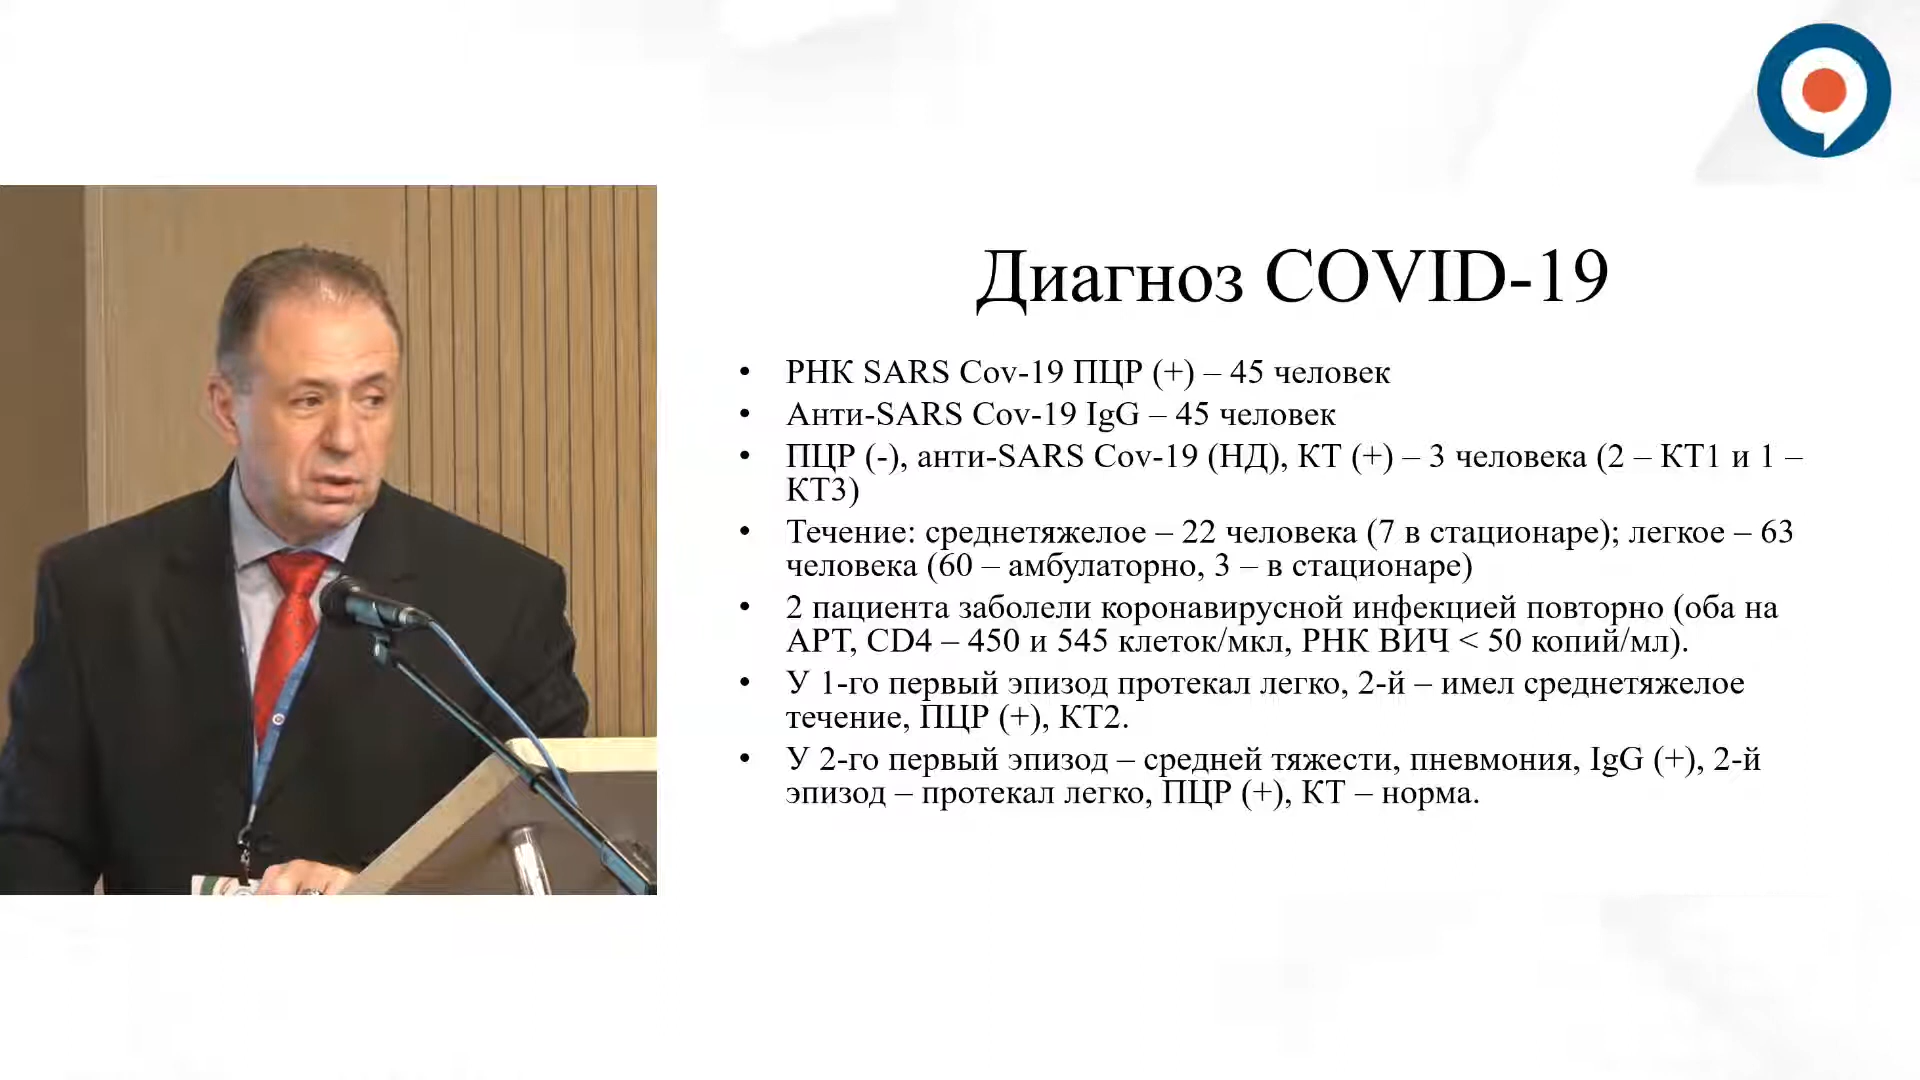 Диагноз COVID-19
• РНК SARS Cov-19 ПЦР (+) – 45 человек
• Анти-SARS Cov-19 IgG – 45 человек
• ПЦР (-), анти-SARS Cov-19 (НД), КТ (+) – 3 человека (2 – КТ1 и 1 –
КТ3)
• Течение: среднетяжелое – 22 человека (7 в стационаре); легкое – 63
человека (60 – амбулаторно, 3 – в стационаре)
• 2 пациента заболели коронавирусной инфекцией повторно (оба на
АРТ, CD4 – 450 и 545 клеток/мкл, РНК ВИЧ < 50 копий/мл).
• У 1-го первый эпизод протекал легко, 2-й – имел среднетяжелое
течение, ПЦР (+), КТ2.
• У 2-го первый эпизод – средней тяжести, пневмония, IgG (+), 2-й
эпизод – протекал легко, ПЦР (+), КТ – норма.